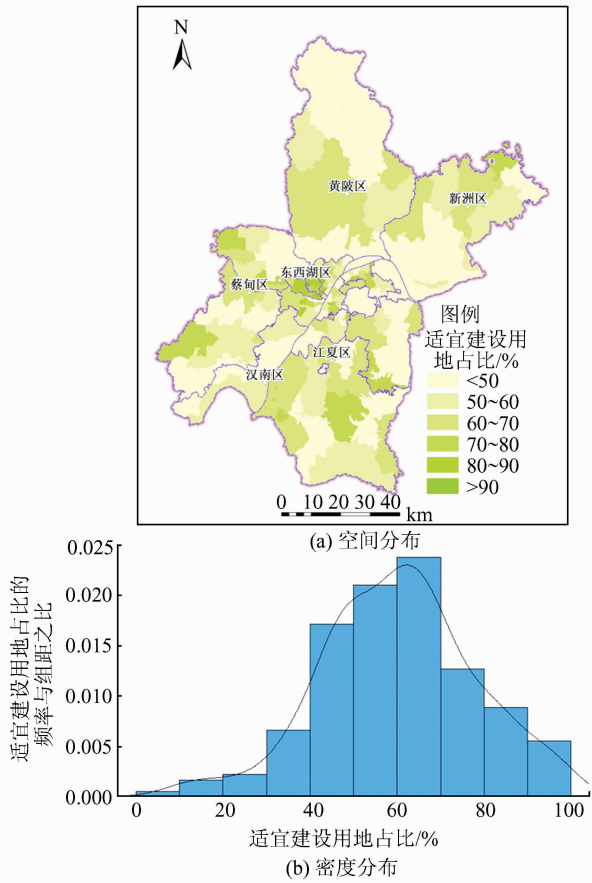 N
黄陂区
新洲区
东西湖区
蔡甸区
江夏区
汉南区
图例
适宜建设用
地占比/%
<50
50~60
60~70
70~80
80~90
>90
0 10 20 30 40
km
(a) 空间分布
适宜建设用地占比的
频率与组距之比
0.025
0.020
0.015
0.010
0.005
0.000
0 20 40 60 80 100
适宜建设用地占比/%
(b) 密度分布